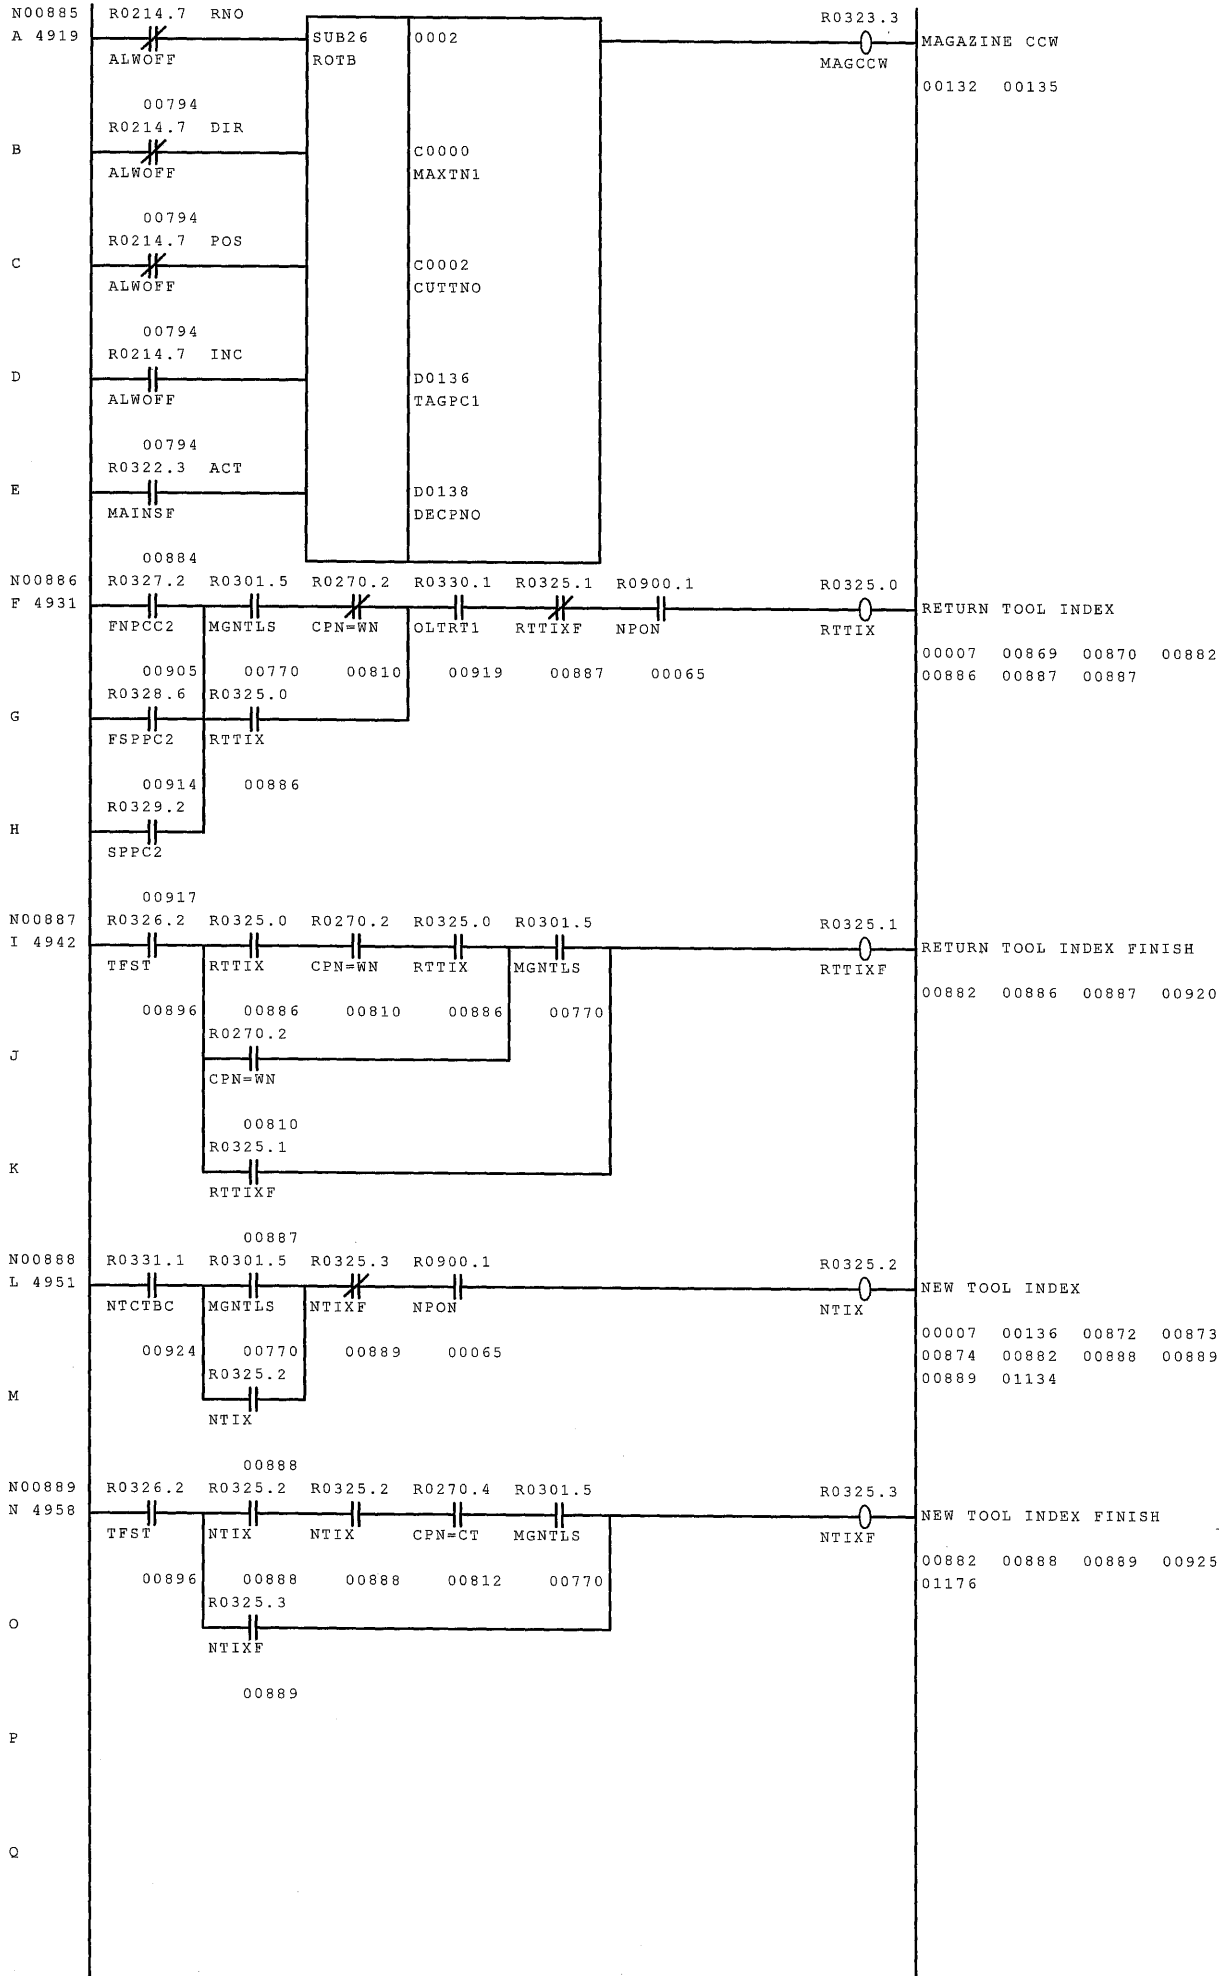 N00885 R0214.7 RNO R0323.3
A 4919 SUB26 0002 MAGAZINE CCW
ALWOFF ROTB MAGCCW
00132 00135
00794
R0214.7 DIR
B C0000
ALWOFF MAXTN1
00794
R0214.7 POS
C C0002
ALWOFF CUTTNO
00794
R0214.7 INC
D D0136
ALWOFF TAGPC1
00794
R0322.3 ACT
E D0138
MAINSF DECPNO
00884
N00886 R0327.2 R0301.5 R0270.2 R0330.1 R0325.1 R0900.1 R0325.0
F 4931 RETURN TOOL INDEX
FNPCC2 MGNTLS CPN=WN OLTRT1 RTTIXF NPON RTTIX
00007 00869 00870 00882
00905 00770 00810 00919 00887 00065 00886 00887 00887
R0328.6 R0325.0
G
FSPPC2 RTTIX
00914 00886
R0329.2
H
SPPC2
00917
N00887 R0326.2 R0325.0 R0270.2 R0325.0 R0301.5 R0325.1
I 4942 RETURN TOOL INDEX FINISH
TFST RTTIX CPN=WN RTTIX MGNTLS RTTIXF
00882 00886 00887 00920
00896 00886 00810 00886 00770
R0270.2
J
CPN=WN
00810
R0325.1
K
RTTIXF
00887
N00888 R0331.1 R0301.5 R0325.3 R0900.1 R0325.2
L 4951 NEW TOOL INDEX
NTCTBC MGNTLS NTIXF NPON NTIX
00007 00136 00872 00873
00924 00770 00889 00065 00874 00882 00888 00889
R0325.2 00889 01134
M
NTIX
00888
N00889 R0326.2 R0325.2 R0325.2 R0270.4 R0301.5 R0325.3
N 4958 NEW TOOL INDEX FINISH
TFST NTIX NTIX CPN=CT MGNTLS NTIXF
00882 00888 00889 00925
00896 00888 00888 00812 00770 01176
R0325.3
O
NTIXF
00889
P
Q